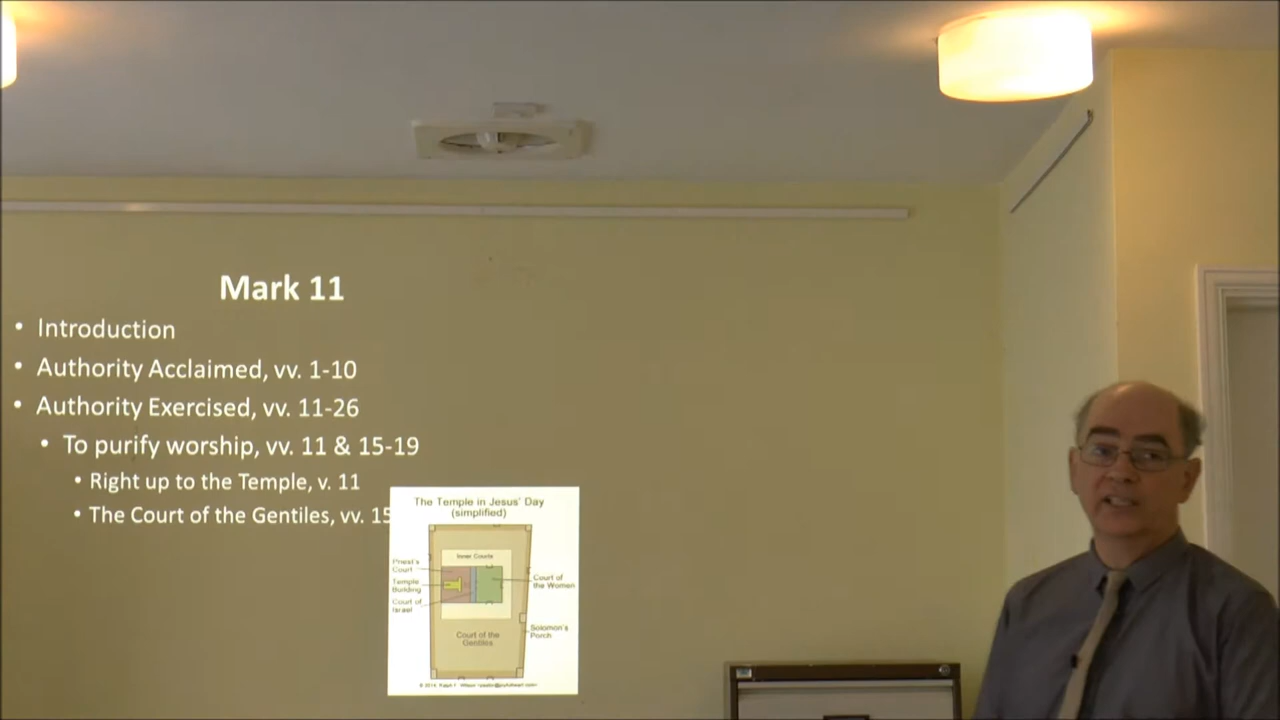 Mark 11
• Introduction
• Authority Acclaimed, vv. 1-10
• Authority Exercised, vv. 11-26
• To purify worship, vv. 11 & 15-19
• Right up to the Temple, v. 11
• The Court of the Gentiles, vv. 15
The Temple in Jesus' Day
(simplified)
Inner Courts
Priest's
Court
Temple
Building
Court of
Israel
Court of
the Women
Solomon's
Porch
Court of the
Gentiles
© 2014, Ralph F. Wilson